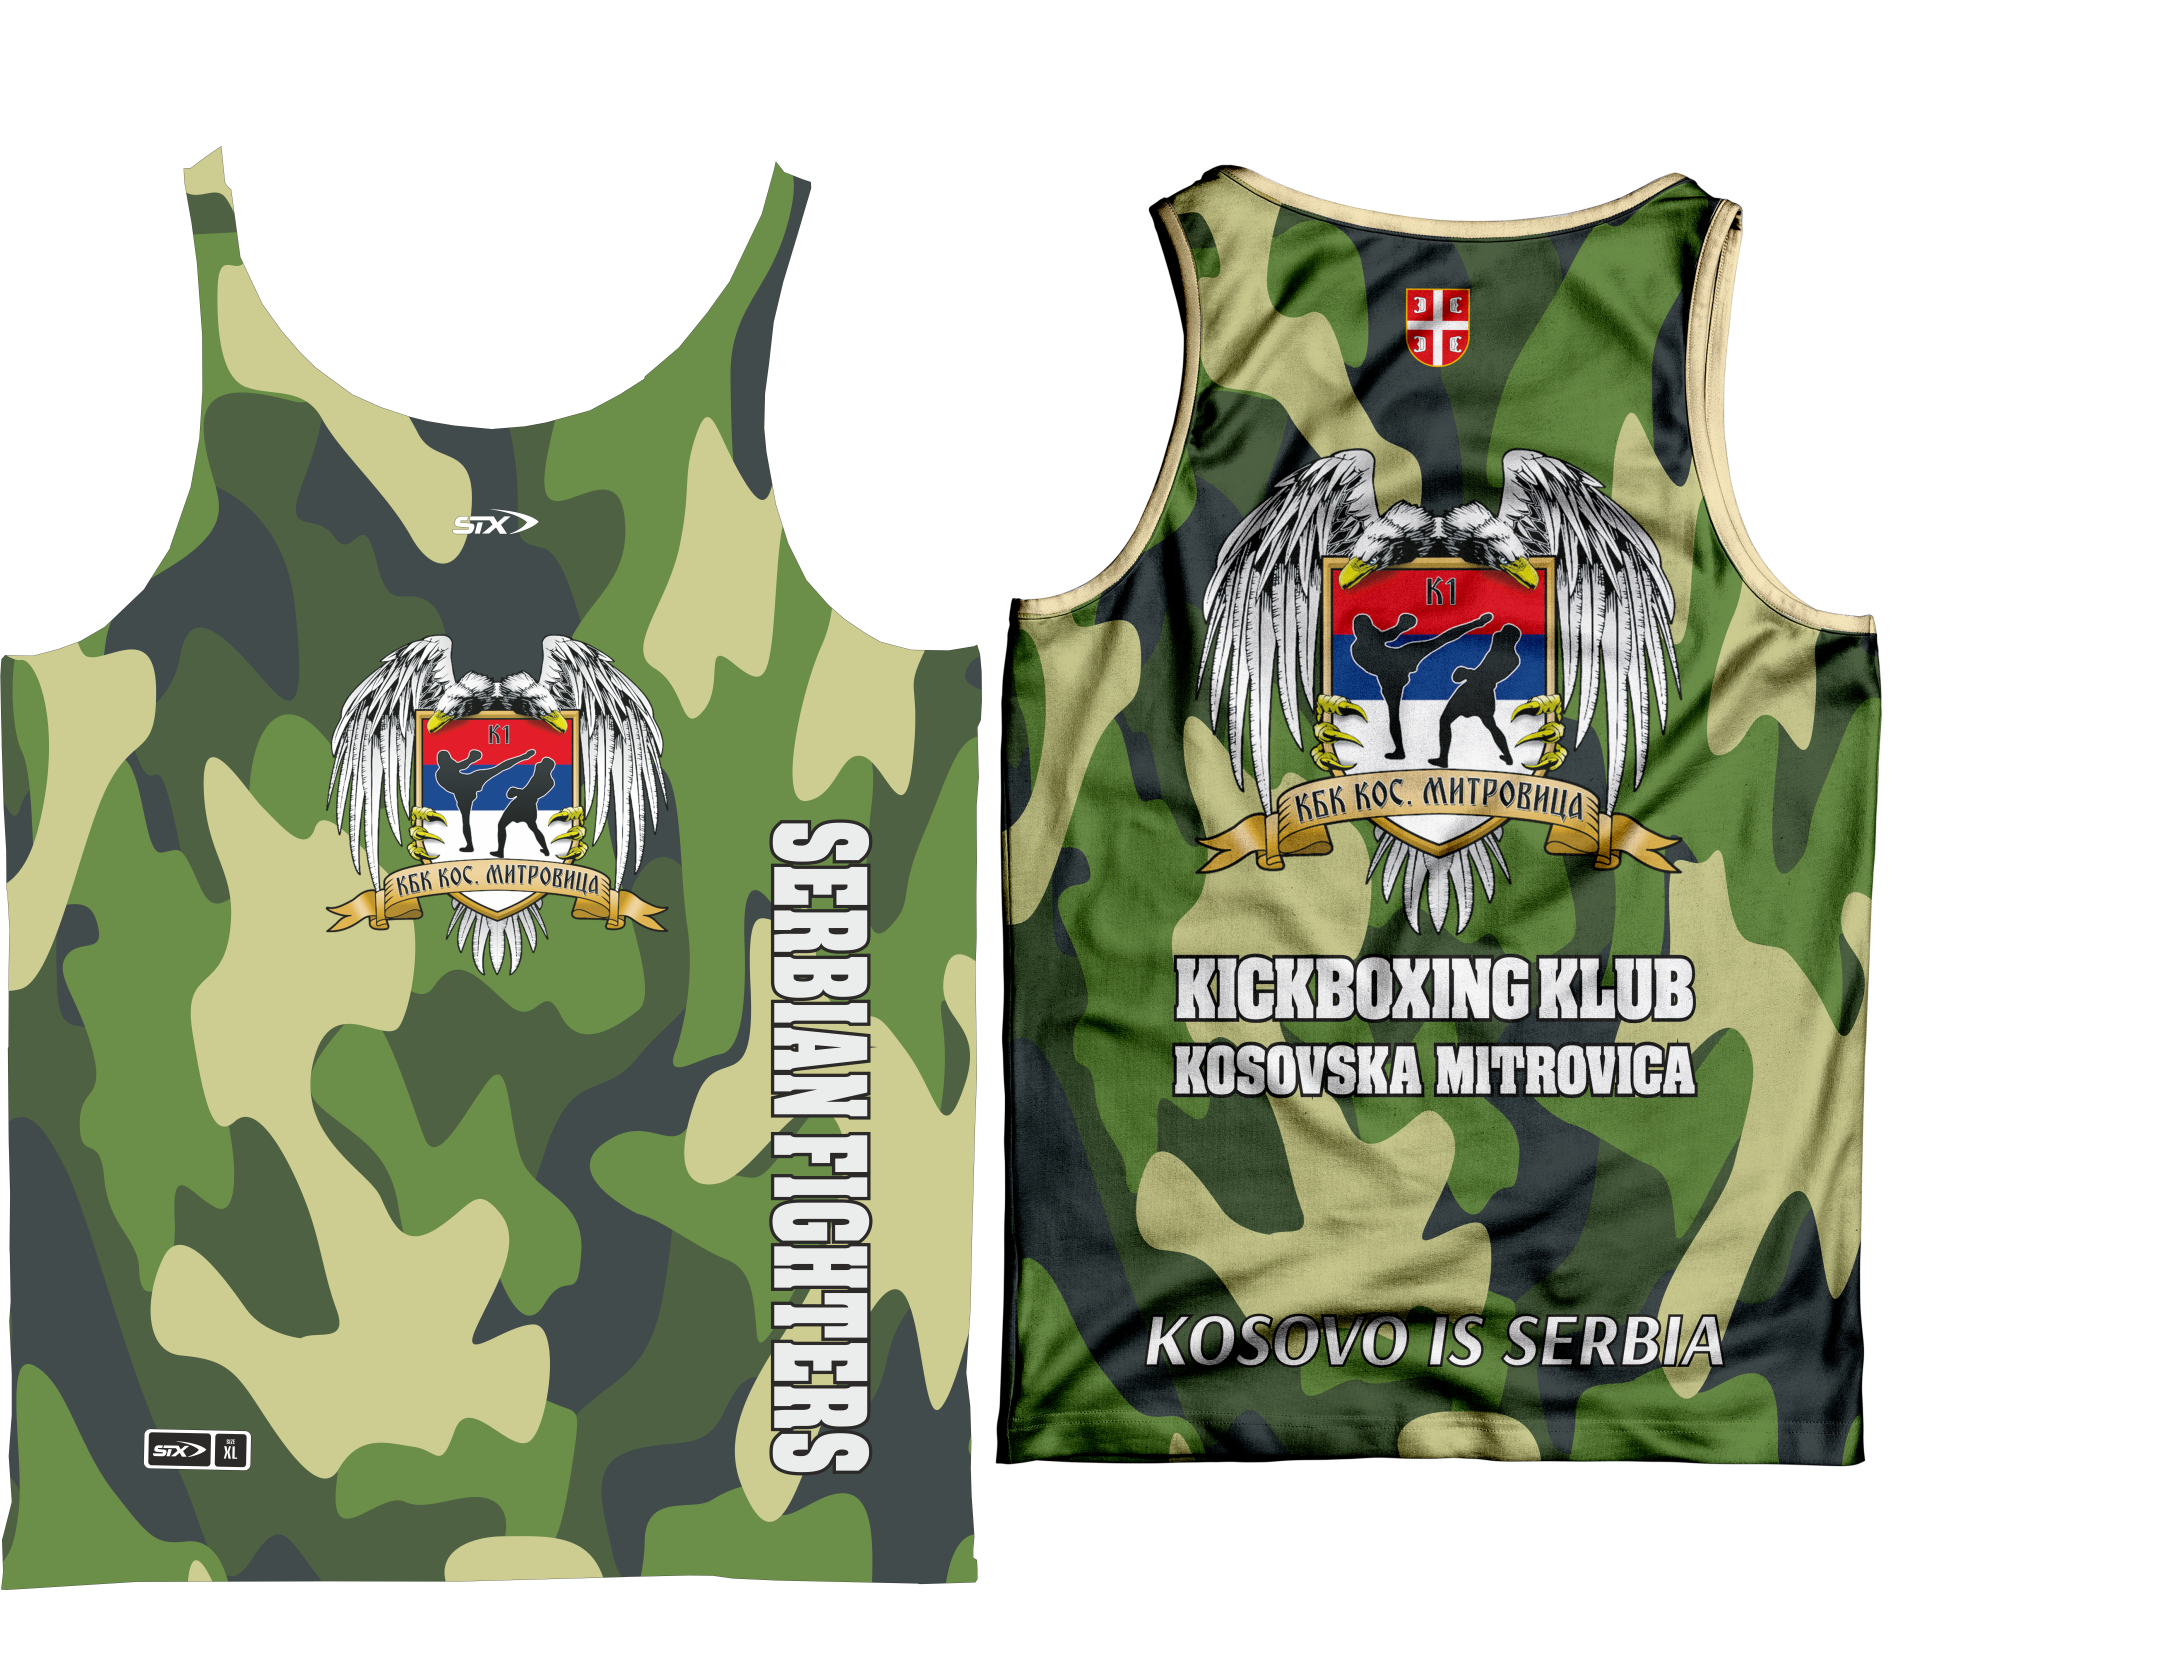 STX
K1
КБК КОС. МИТРОВИЦА
SERBIAN FIGHTERS
STX
SIZE
XL
K1
КБК КОС. МИТРОВИЦА
KICKBOXING KLUB
KOSOVSKA MITROVICA
KOSOVO IS SERBIA